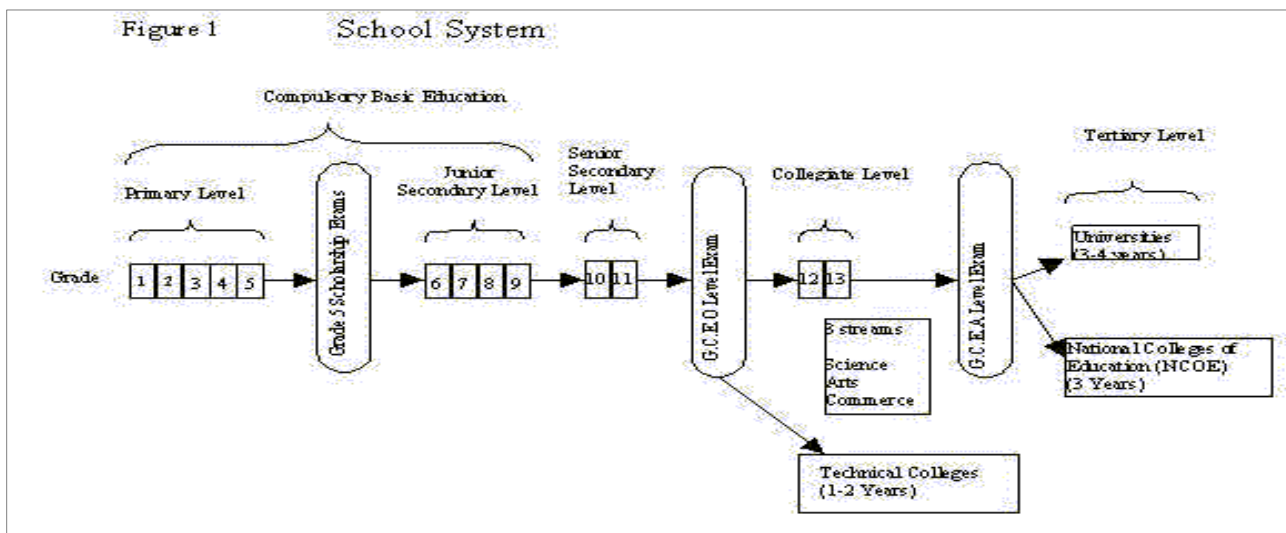 Figure 1 School System
Compulsory Basic Education
Primary Level
Grade
1 2 3 4 5
Grade 5 Scholarship Exams
Junior
Secondary Level
6 7 8 9
Senior
Secondary
Level
10 11
G.C.E.O Level Exam
Technical Colleges
(1-2 Years)
Collegiate Level
12 13
3 streams
Science
Arts
Commerce
G.C.E.A Level Exam
Tertiary Level
Universities
(3-4 years)
National Colleges of
Education (NCOE)
(3 Years)